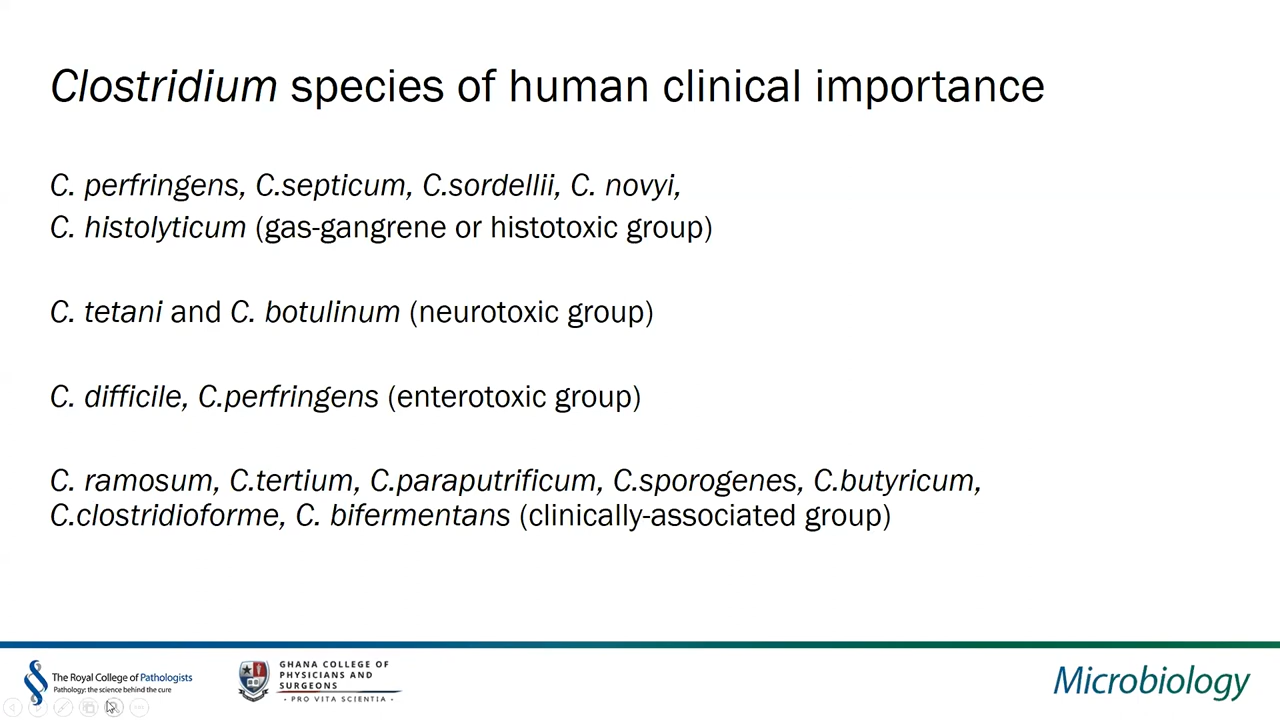 Clostridium species of human clinical importance
C. perfringens, C.septicum, C.sordellii, C. novyi,
C. histolyticum (gas-gangrene or histotoxic group)
C. tetani and C. botulinum (neurotoxic group)
C. difficile, C.perfringens (enterotoxic group)
C. ramosum, C.tertium, C.paraputrificum, C.sporogenes, C.butyricum,
C.clostridioforme, C. bifermentans (clinically-associated group)
The Royal College of Pathologists
Pathology: the science behind the cure
GHANA COLLEGE OF
PHYSICIANS AND
SURGEONS
· PRO VITA SCIENTIA ·
Microbiology